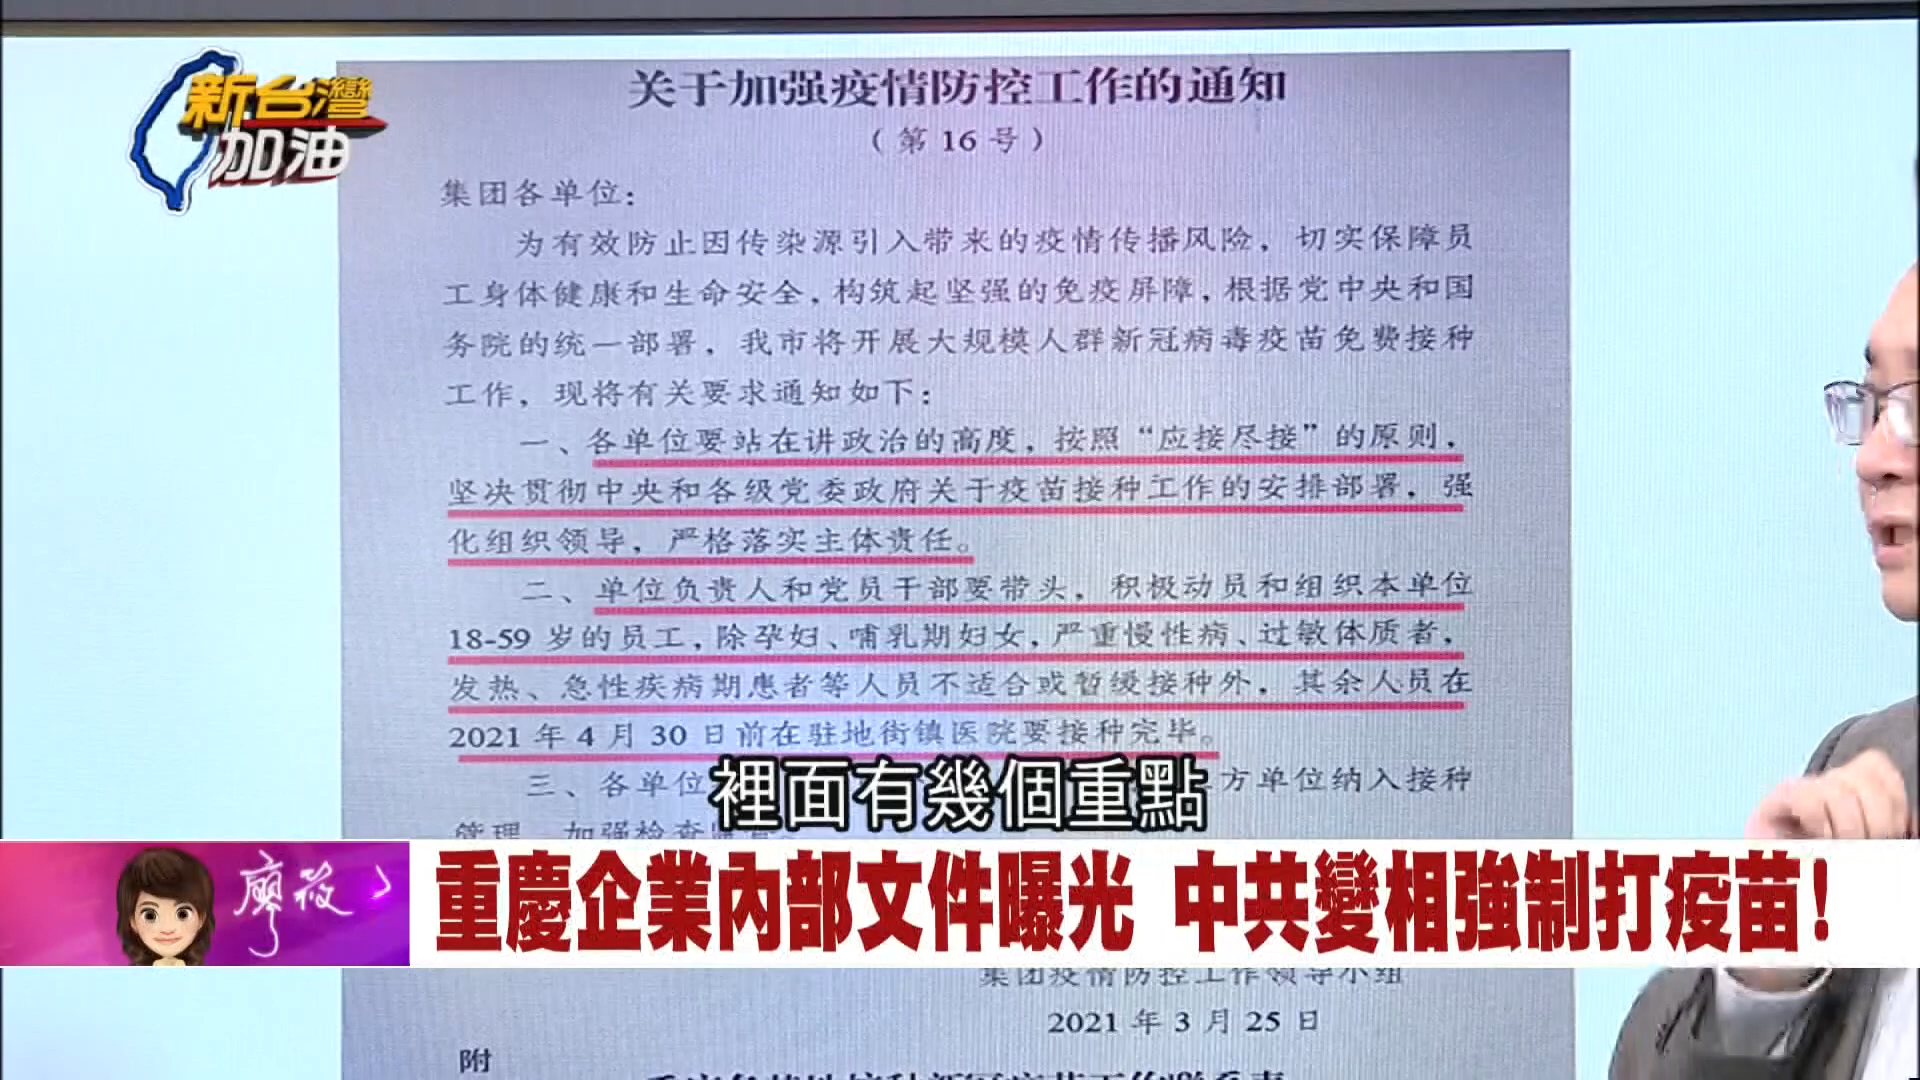 新台灣
加油
关于加强疫情防控工作的通知
（第 16 号）
集团各单位：
为有效防止因传染源引入带来的疫情传播风险，切实保障员
工身体健康和生命安全，构筑起坚强的免疫屏障，根据党中央和国
务院的统一部署，我市将开展大规模人群新冠病毒疫苗免费接种
工作，现将有关要求通知如下：
一、各单位要站在讲政治的高度，按照“应接尽接”的原则，
坚决贯彻中央和各级党委政府关于疫苗接种工作的安排部署，强
化组织领导，严格落实主体责任。
二、单位负责人和党员干部要带头，积极动员和组织本单位
18-59 岁的员工，除孕妇、哺乳期妇女，严重慢性病、过敏体质者，
发热、急性疾病期患者等人员不适合或暂缓接种外，其余人员在
2021 年 4 月 30 日前在驻地街镇医院要接种完毕。
三、各单位 方单位纳入接种
管理，加强检查
裡面有幾個重點
廖筱
重慶企業內部文件曝光 中共變相強制打疫苗！
集团疫情防控工作领导小组
2021 年 3 月 25 日
附